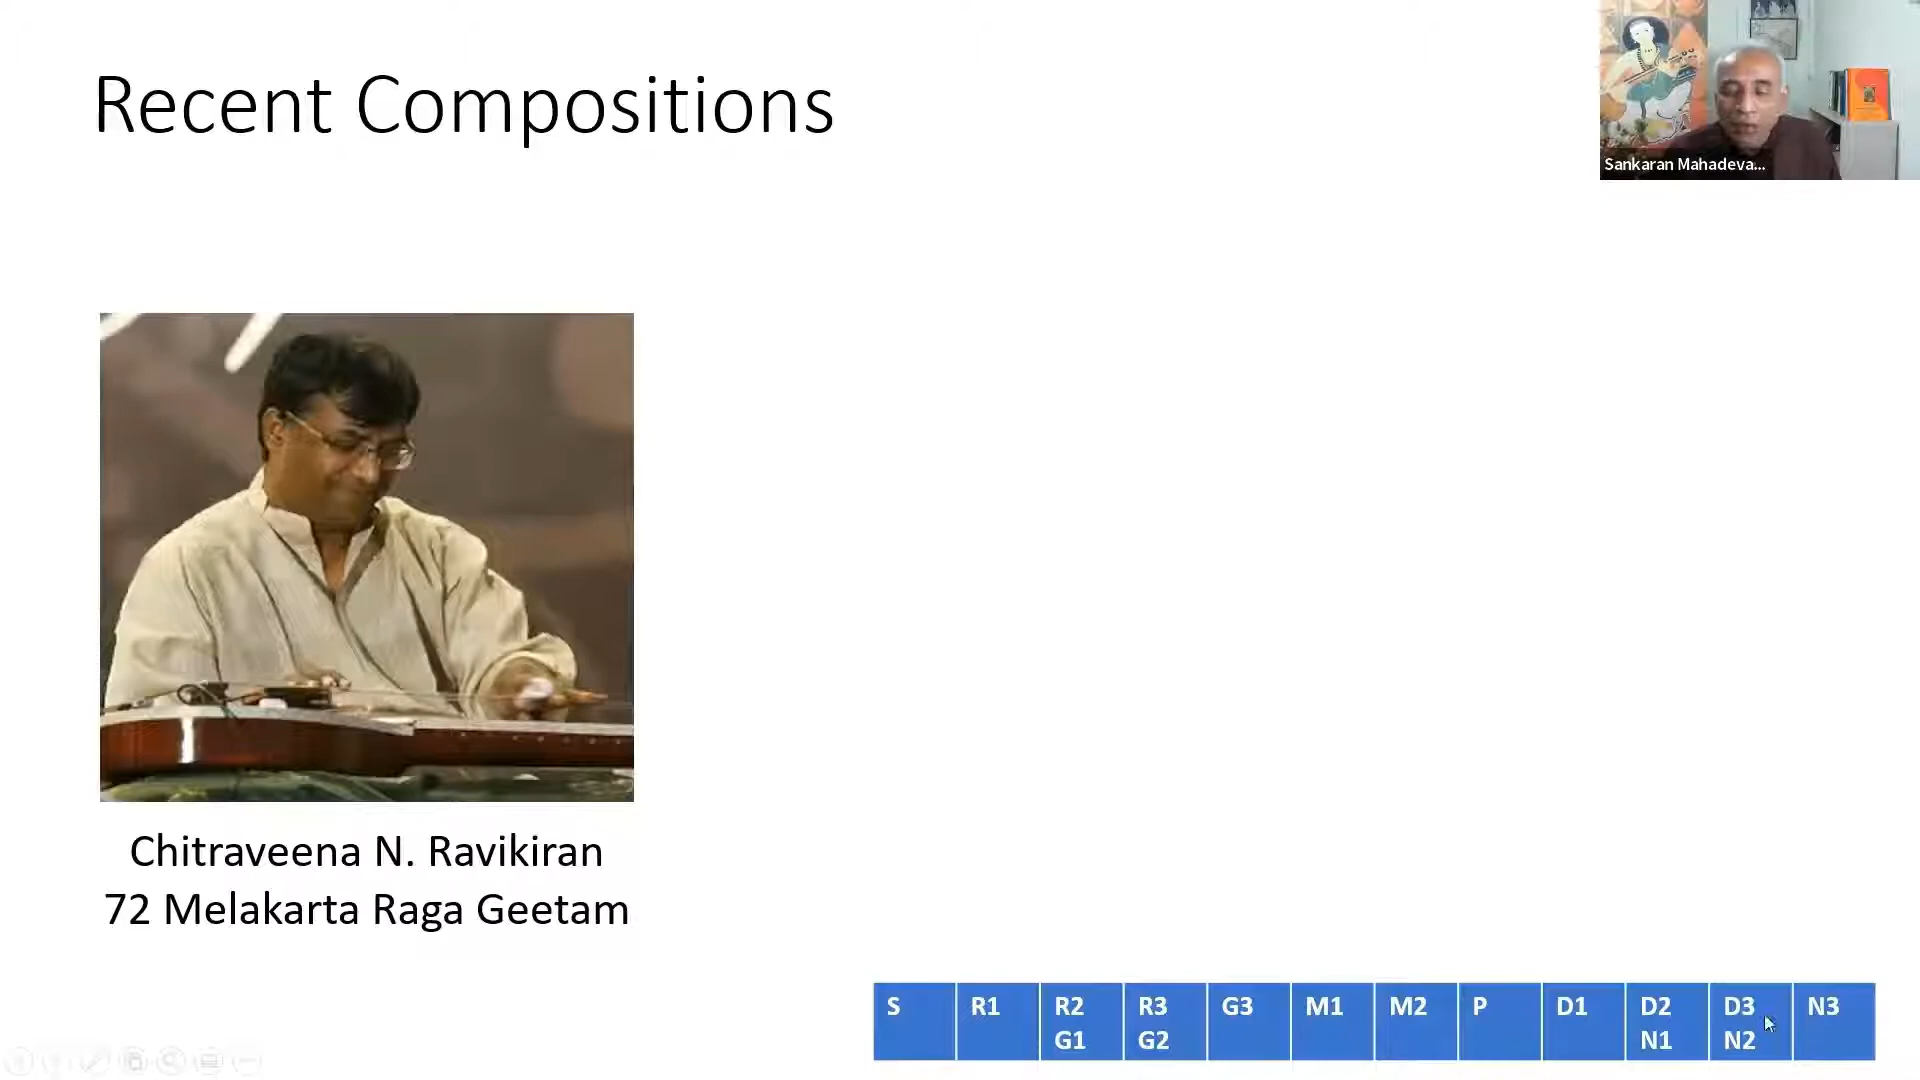 Recent Compositions
Sankaran Mahadeva...
Chitraveena N. Ravikiran
72 Melakarta Raga Geetam
S R1 R2 R3 G3 M1 M2 P D1 D2 D3 N3
G1 G2 N1 N2